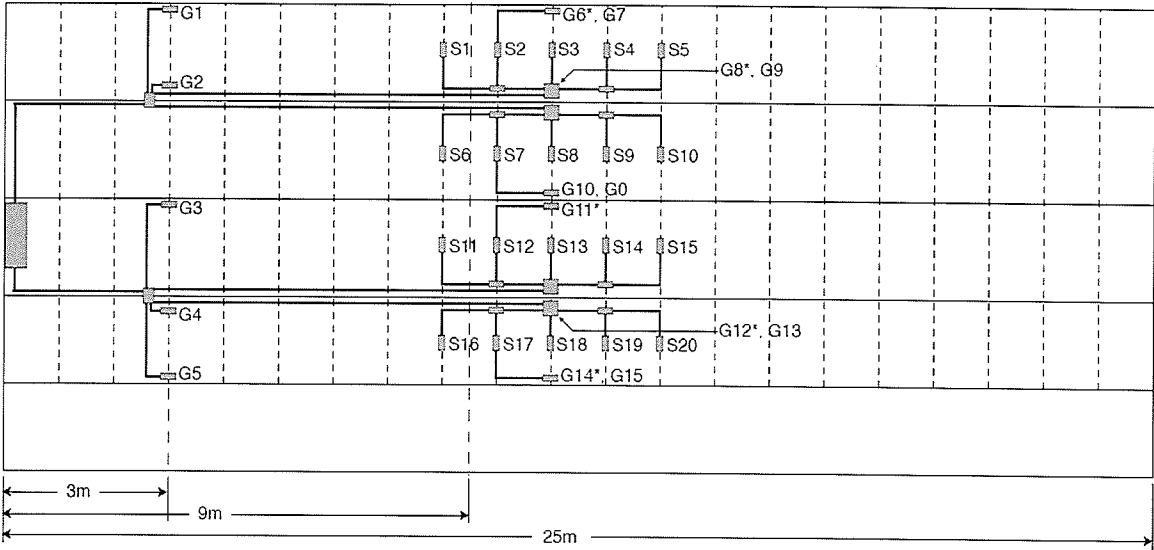 G1
G6*, G7
S1
S2
S3
S4
S5
G8*, G9
G2
S6
S7
S8
S9
S10
G10, G0
G3
G11*
S11
S12
S13
S14
S15
G4
G12*, G13
S16
S17
S18
S19
S20
G5
G14*, G15
3m
9m
25m